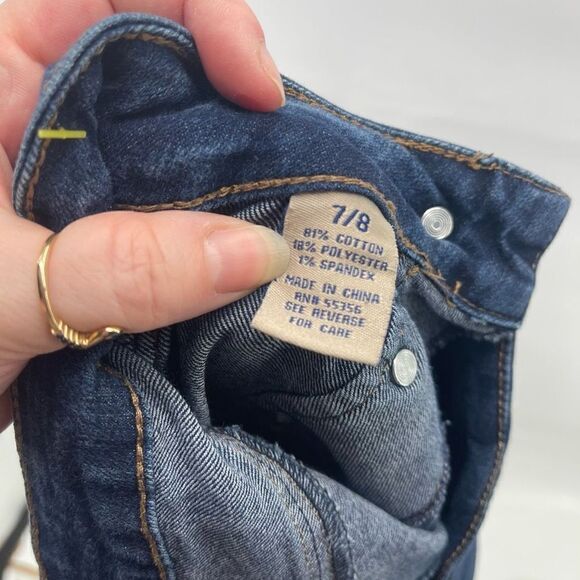 7/8
81% COTTON
18% POLYESTER
1% SPANDEX
MADE IN CHINA
RN# 55356
SEE REVERSE
FOR CARE